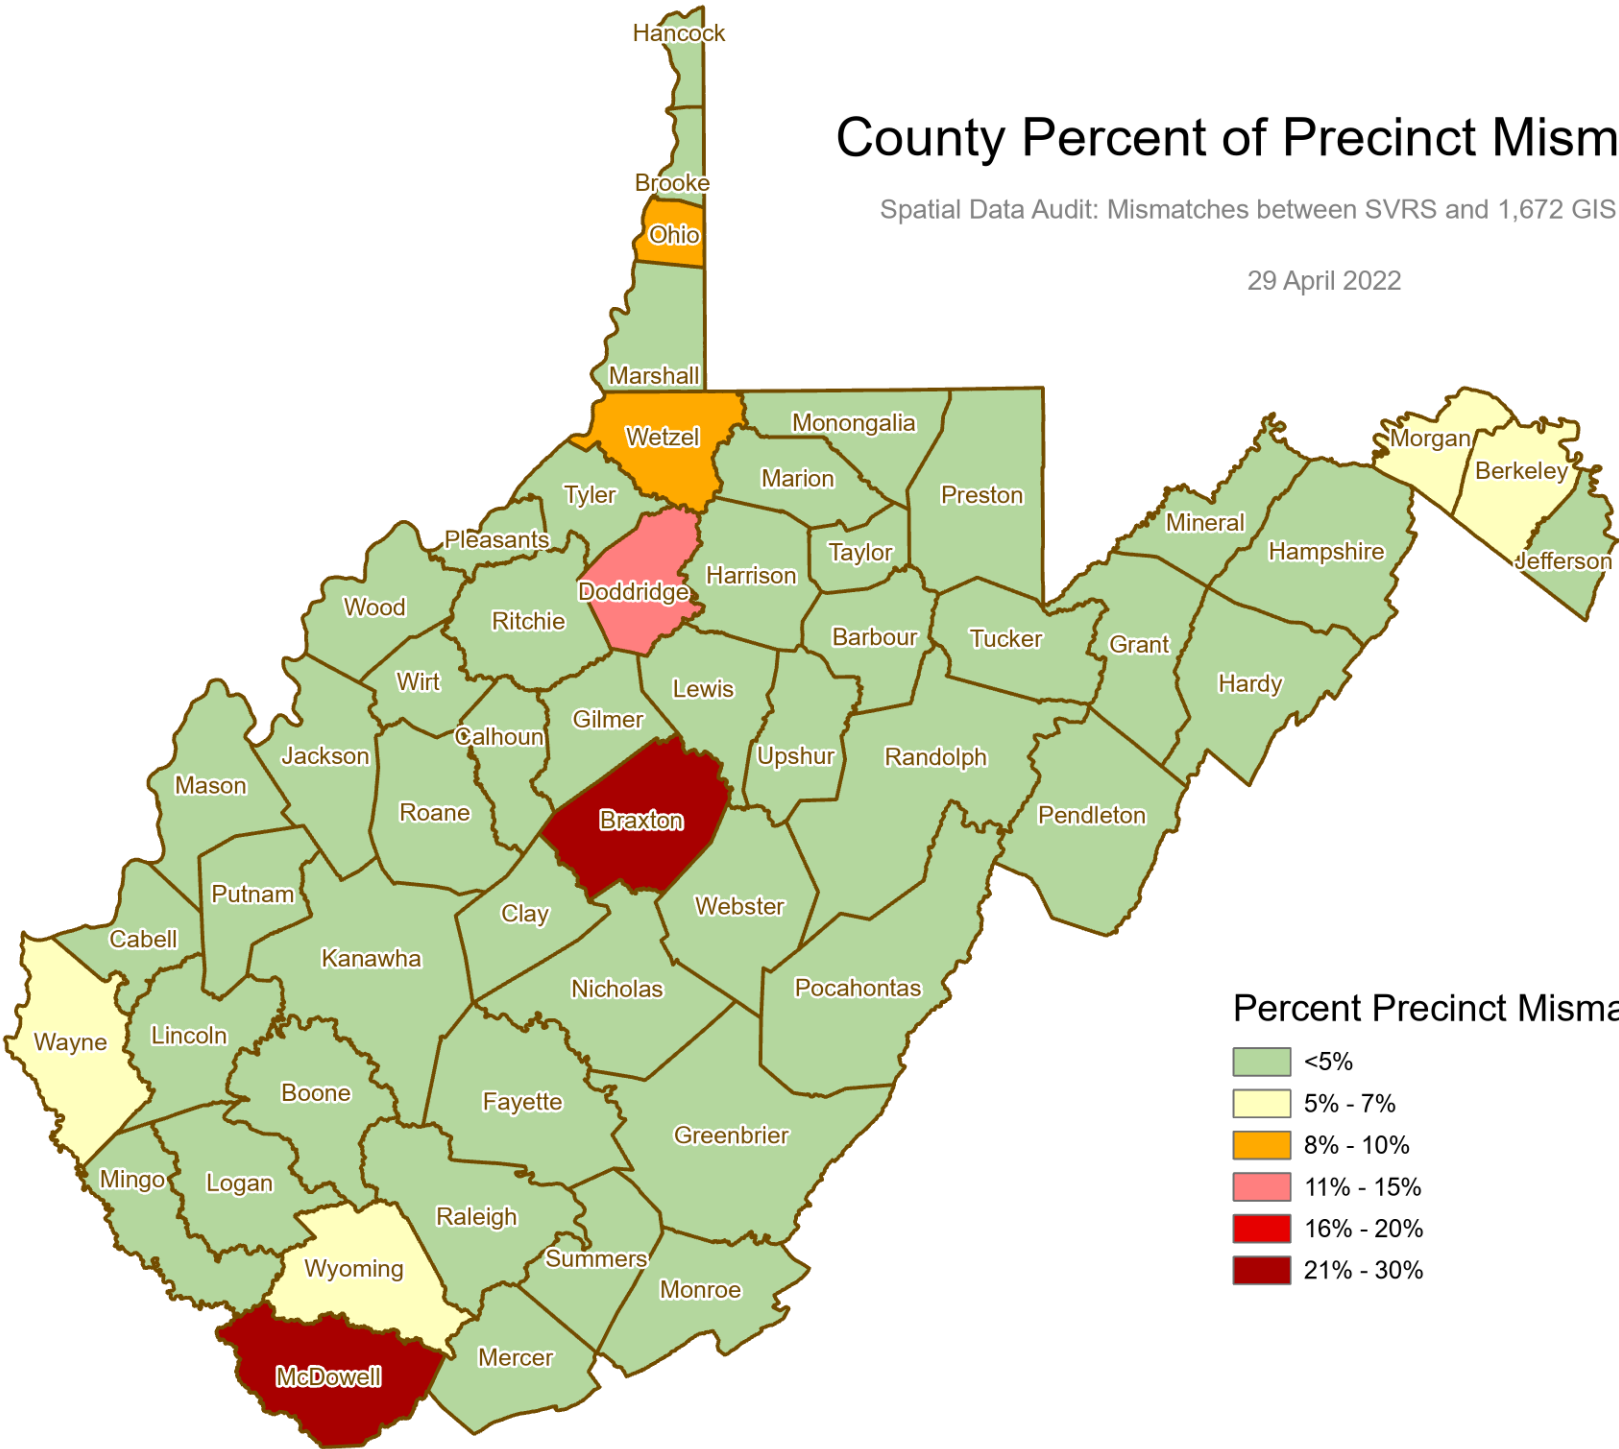 Hancock
County Percent of Precinct Mism
Brooke
Spatial Data Audit: Mismatches between SVRS and 1,672 GIS
Ohio
29 April 2022
Marshall
Wetzel
Monongalia
Morgan
Berkeley
Marion
Tyler
Preston
Mineral
Pleasants
Taylor
Hampshire
Jefferson
Harrison
Doddridge
Wood
Ritchie
Barbour
Tucker
Grant
Wirt
Lewis
Hardy
Gilmer
Calhoun
Jackson
Upshur
Randolph
Mason
Roane
Braxton
Pendleton
Putnam
Clay
Webster
Cabell
Kanawha
Nicholas
Pocahontas
Percent Precinct Misma
Wayne
Lincoln
<5%
Boone
Fayette
5% - 7%
Greenbrier
8% - 10%
Mingo
Logan
11% - 15%
Raleigh
16% - 20%
Summers
Wyoming
21% - 30%
Monroe
Mercer
McDowell